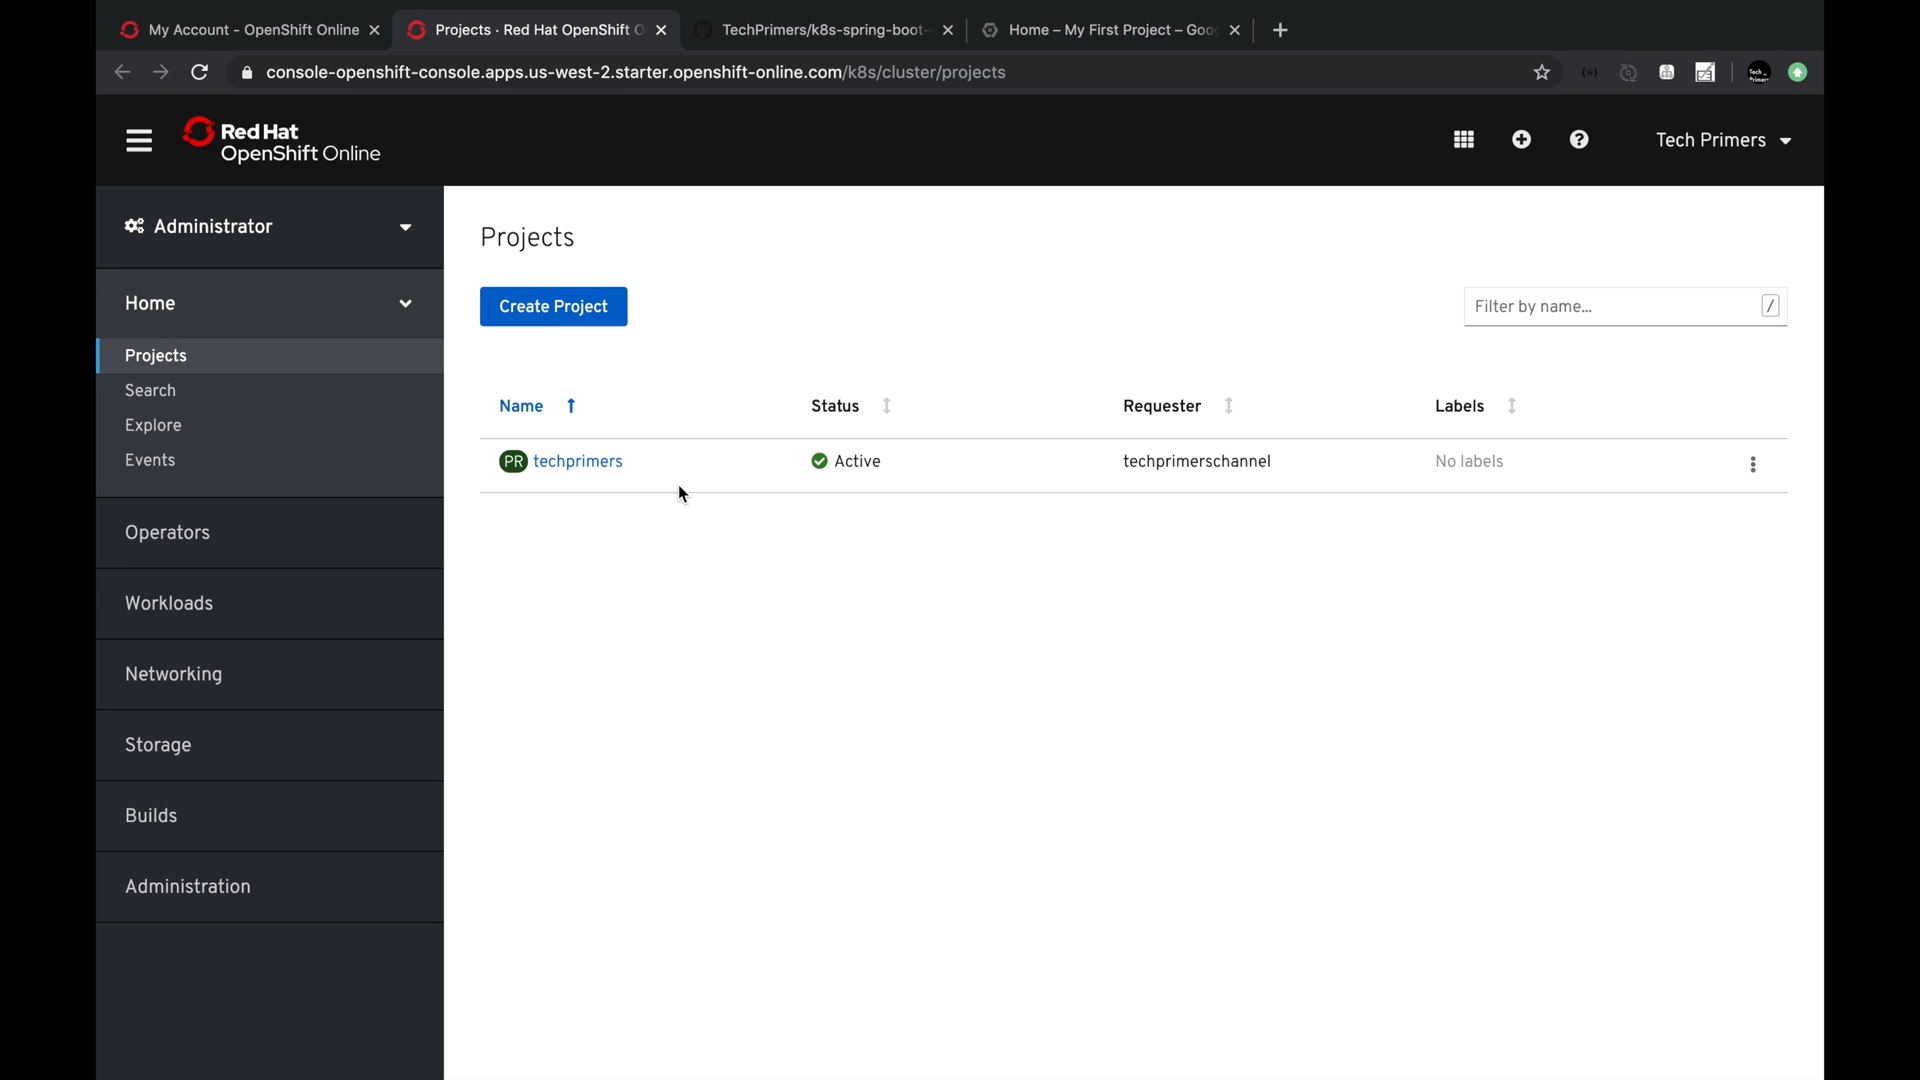 My Account - OpenShift Online
Projects · Red Hat OpenShift O
TechPrimers/k8s-spring-boot-
Home – My First Project – Goog
console-openshift-console.apps.us-west-2.starter.openshift-online.com/k8s/cluster/projects
Red Hat
OpenShift Online
Tech Primers
Administrator
Home
Projects
Search
Explore
Events
Operators
Workloads
Networking
Storage
Builds
Administration
Projects
Create Project
Filter by name...
/
Name
Status
Requester
Labels
PR techprimers
Active
techprimerschannel
No labels